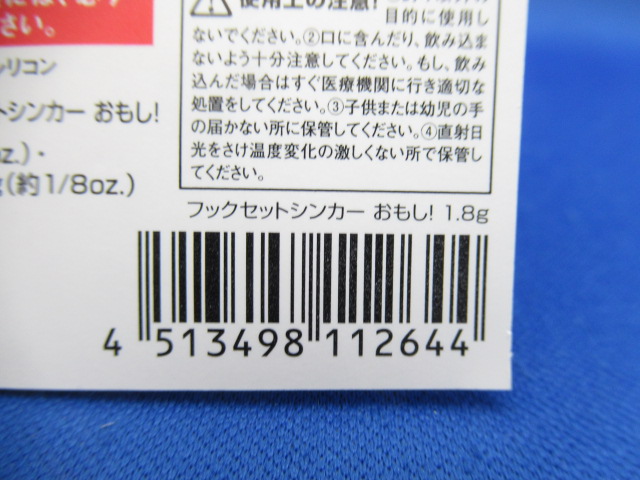 さい。
リコン
ットシンカー おもし!
oz.)・
g(約1/8oz.)
使用上の注意!
目的に使用し
ないでください。②口に含んだり、飲み込ま
ないよう十分注意してください。もし、飲み
込んだ場合はすぐ医療機関に行き適切な
処置をしてください。③子供または幼児の手
の届かない所に保管してください。④直射日
光をさけ温度変化の激しくない所で保管し
てください。
フックセットシンカー おもし! 1.8g
4 513498 112644